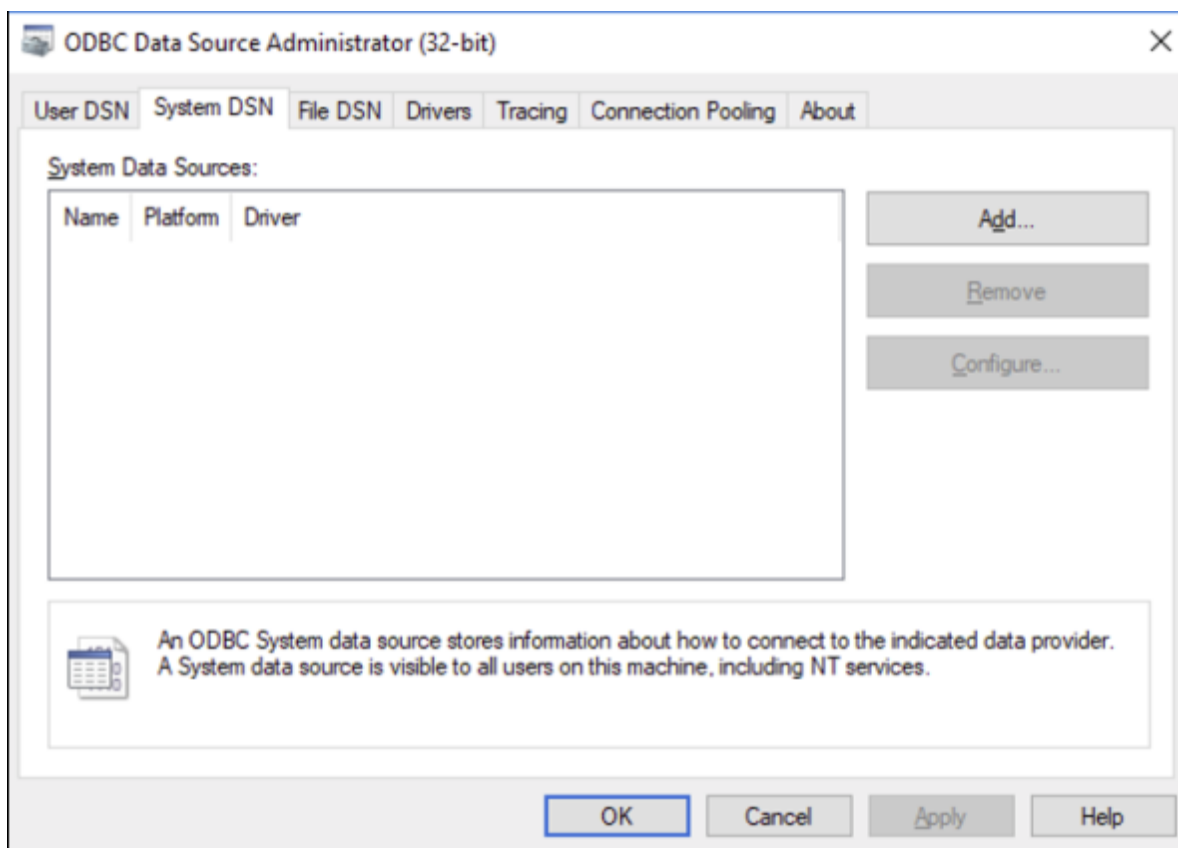 ODBC Data Source Administrator (32-bit)
User DSN System DSN File DSN Drivers Tracing Connection Pooling About
System Data Sources:
Name Platform Driver
Add...
Remove
Configure...
An ODBC System data source stores information about how to connect to the indicated data provider.
A System data source is visible to all users on this machine, including NT services.
OK Cancel Apply Help